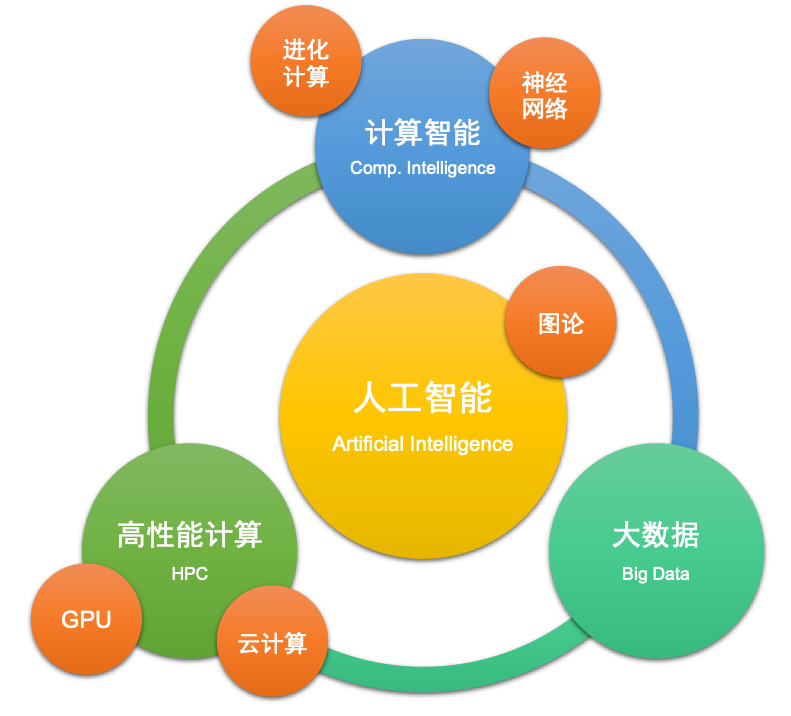 进化
计算
神经
网络
计算智能
Comp. Intelligence
图论
人工智能
Artificial Intelligence
高性能计算
HPC
大数据
Big Data
GPU
云计算